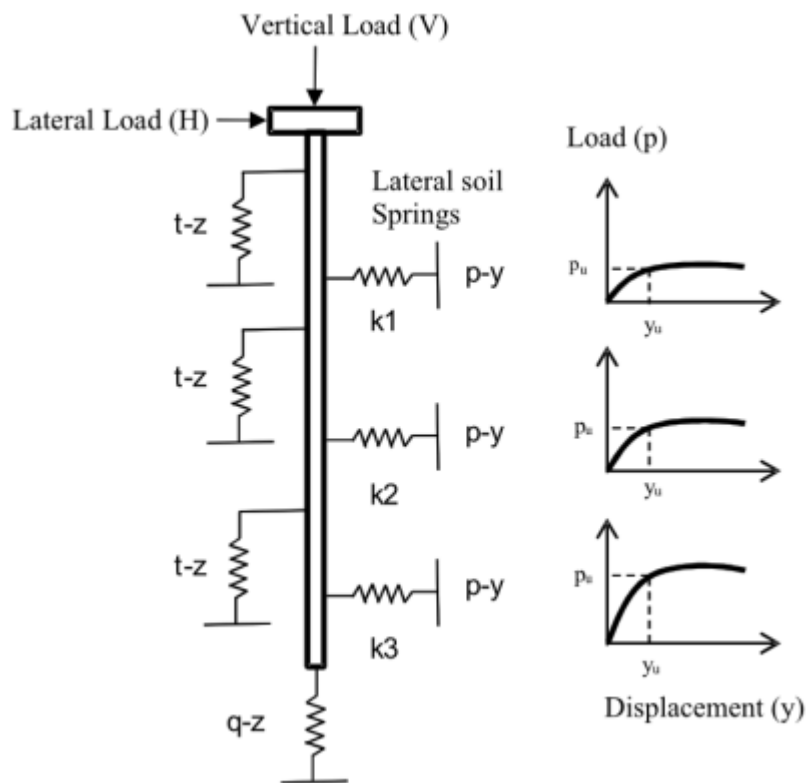 Vertical Load (V)
Lateral Load (H)
Load (p)
Lateral soil
Springs
t-z
p-y
k1
pᵤ
yᵤ
t-z
p-y
k2
pᵤ
yᵤ
t-z
p-y
k3
pᵤ
yᵤ
q-z
Displacement (y)